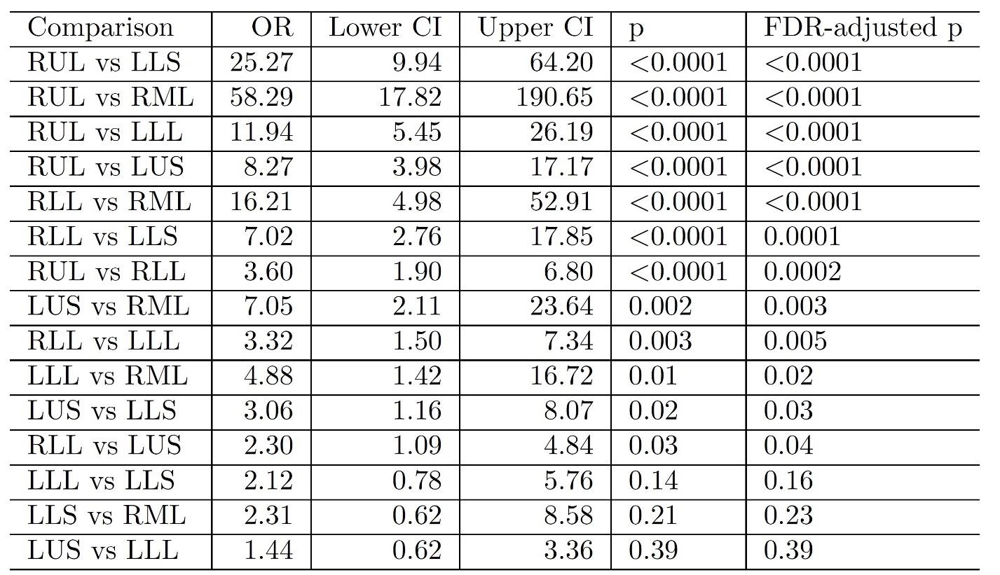 Comparison OR Lower CI Upper CI p FDR-adjusted p
RUL vs LLS 25.27 9.94 64.20 <0.0001 <0.0001
RUL vs RML 58.29 17.82 190.65 <0.0001 <0.0001
RUL vs LLL 11.94 5.45 26.19 <0.0001 <0.0001
RUL vs LUS 8.27 3.98 17.17 <0.0001 <0.0001
RLL vs RML 16.21 4.98 52.91 <0.0001 <0.0001
RLL vs LLS 7.02 2.76 17.85 <0.0001 0.0001
RUL vs RLL 3.60 1.90 6.80 <0.0001 0.0002
LUS vs RML 7.05 2.11 23.64 0.002 0.003
RLL vs LLL 3.32 1.50 7.34 0.003 0.005
LLL vs RML 4.88 1.42 16.72 0.01 0.02
LUS vs LLS 3.06 1.16 8.07 0.02 0.03
RLL vs LUS 2.30 1.09 4.84 0.03 0.04
LLL vs LLS 2.12 0.78 5.76 0.14 0.16
LLS vs RML 2.31 0.62 8.58 0.21 0.23
LUS vs LLL 1.44 0.62 3.36 0.39 0.39